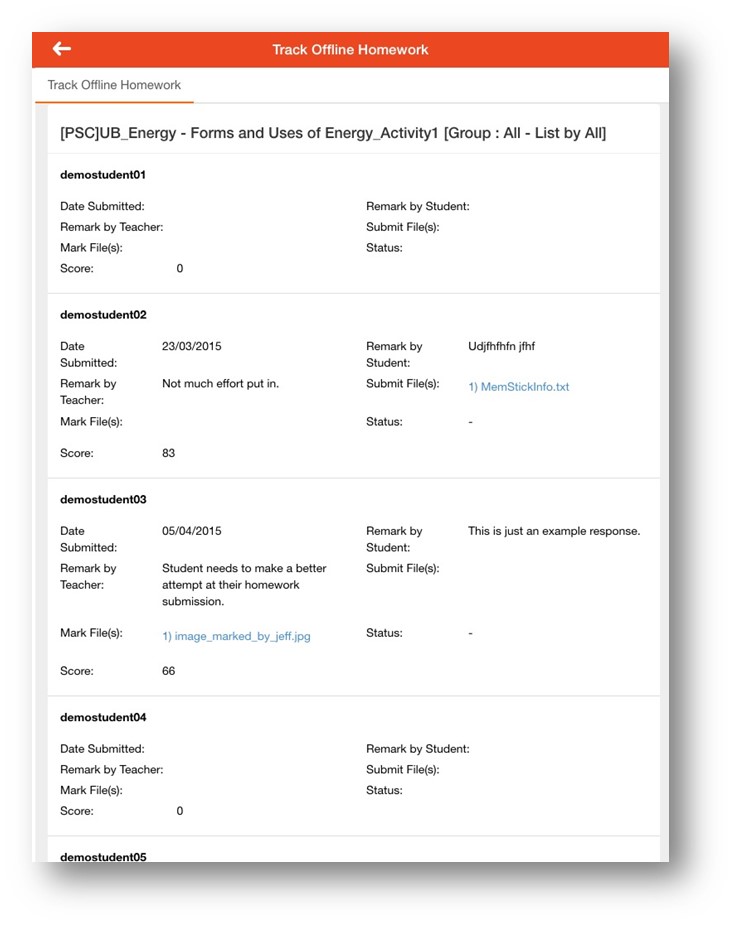 Track Offline Homework
Track Offline Homework
[PSC]UB_Energy - Forms and Uses of Energy_Activity1 [Group : All - List by All]
demostudent01
Date Submitted: Remark by Student:
Remark by Teacher: Submit File(s):
Mark File(s): Status:
Score: 0
demostudent02
Date Submitted: 23/03/2015 Remark by Student: Udjfhfhfn jfhf
Remark by Teacher: Not much effort put in. Submit File(s): 1) MemStickInfo.txt
Mark File(s): Status: -
Score: 83
demostudent03
Date Submitted: 05/04/2015 Remark by Student: This is just an example response.
Remark by Teacher: Student needs to make a better attempt at their homework submission. Submit File(s):
Mark File(s): 1) image_marked_by_jeff.jpg Status: -
Score: 66
demostudent04
Date Submitted: Remark by Student:
Remark by Teacher: Submit File(s):
Mark File(s): Status:
Score: 0
demostudent05